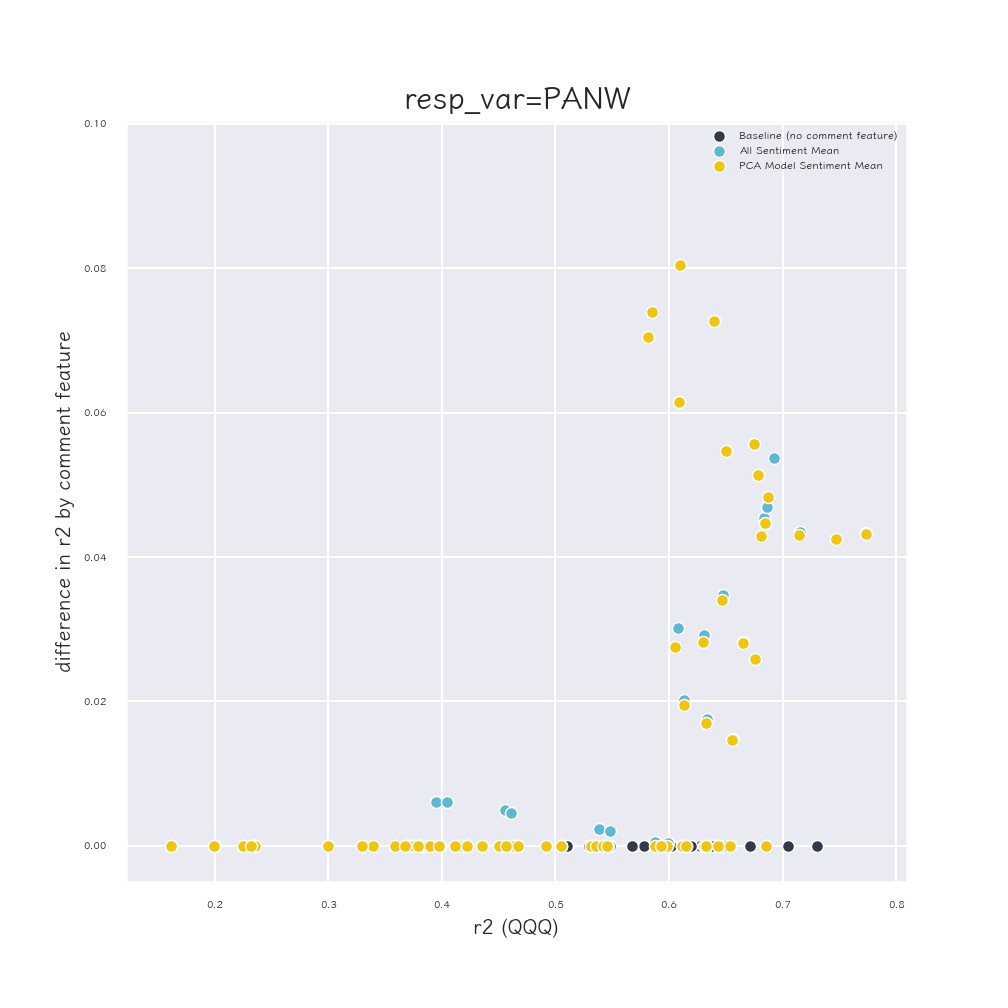 resp_var=PANW
Baseline (no comment feature)
All Sentiment Mean
PCA Model Sentiment Mean
difference in r2 by comment feature
0.10
0.08
0.06
0.04
0.02
0.00
0.2 0.3 0.4 0.5 0.6 0.7 0.8
r2 (QQQ)